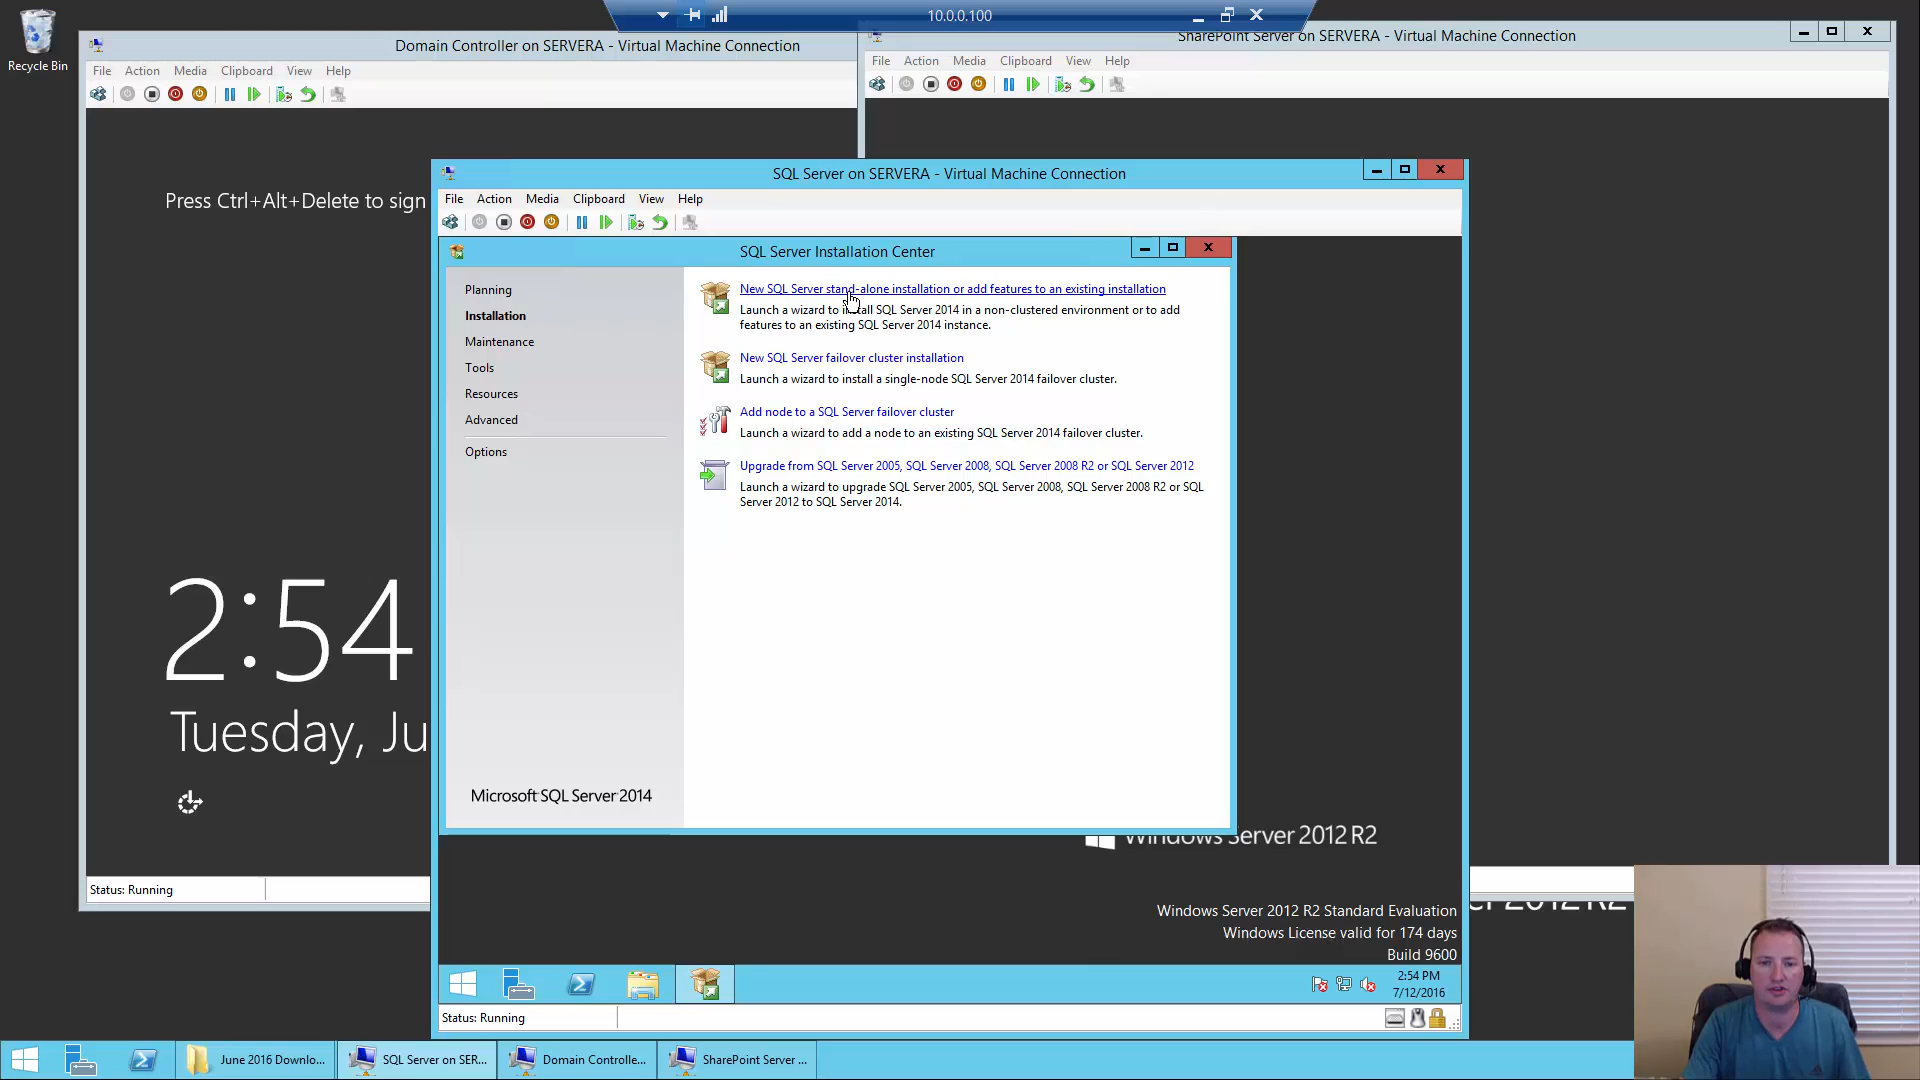 10.0.0.100
Recycle Bin
Domain Controller on SERVERA - Virtual Machine Connection
File Action Media Clipboard View Help
SharePoint Server on SERVERA - Virtual Machine Connection
File Action Media Clipboard View Help
Press Ctrl+Alt+Delete to sign
2:54
Tuesday, Ju
Status: Running
SQL Server on SERVERA - Virtual Machine Connection
File Action Media Clipboard View Help
SQL Server Installation Center
Planning
Installation
Maintenance
Tools
Resources
Advanced
Options
Microsoft SQL Server 2014
New SQL Server stand-alone installation or add features to an existing installation
Launch a wizard to install SQL Server 2014 in a non-clustered environment or to add
features to an existing SQL Server 2014 instance.
New SQL Server failover cluster installation
Launch a wizard to install a single-node SQL Server 2014 failover cluster.
Add node to a SQL Server failover cluster
Launch a wizard to add a node to an existing SQL Server 2014 failover cluster.
Upgrade from SQL Server 2005, SQL Server 2008, SQL Server 2008 R2 or SQL Server 2012
Launch a wizard to upgrade SQL Server 2005, SQL Server 2008, SQL Server 2008 R2 or SQL
Server 2012 to SQL Server 2014.
Windows Server 2012 R2
Windows Server 2012 R2 Standard Evaluation
Windows License valid for 174 days
Build 9600
2:54 PM
7/12/2016
Status: Running
June 2016 Downlo...
SQL Server on SER...
Domain Controlle...
SharePoint Server ...